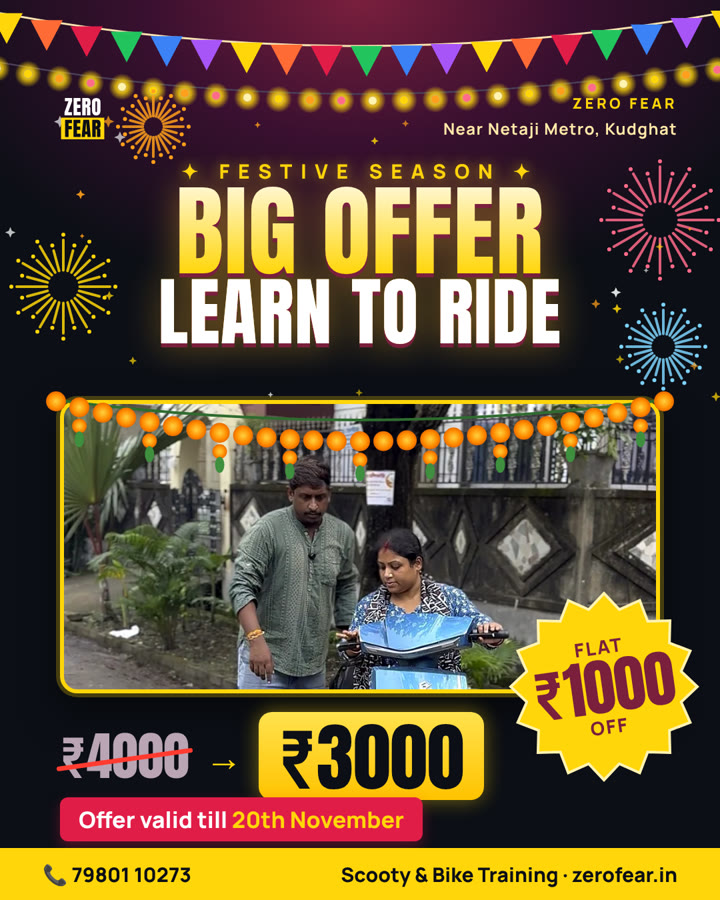 ZERO
FEAR
ZERO FEAR
Near Netaji Metro, Kudghat
✦ FESTIVE SEASON ✦
BIG OFFER
LEARN TO RIDE
FLAT
₹1000
OFF
₹4000 → ₹3000
Offer valid till 20th November
📞 79801 10273
Scooty & Bike Training · zerofear.in